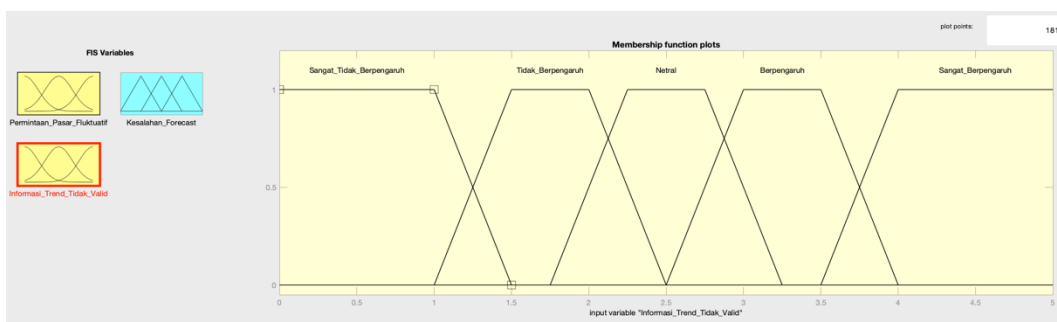 plot points:
181
FIS Variables
Membership function plots
Sangat_Tidak_Berpengaruh
Tidak_Berpengaruh
Netral
Berpengaruh
Sangat_Berpengaruh
Permintaan_Pasar_Fluktuatif
Kesalahan_Forecast
Informasi_Trend_Tidak_Valid
1
0.5
0
0 0.5 1 1.5 2 2.5 3 3.5 4 4.5 5
input variable "Informasi_Trend_Tidak_Valid"